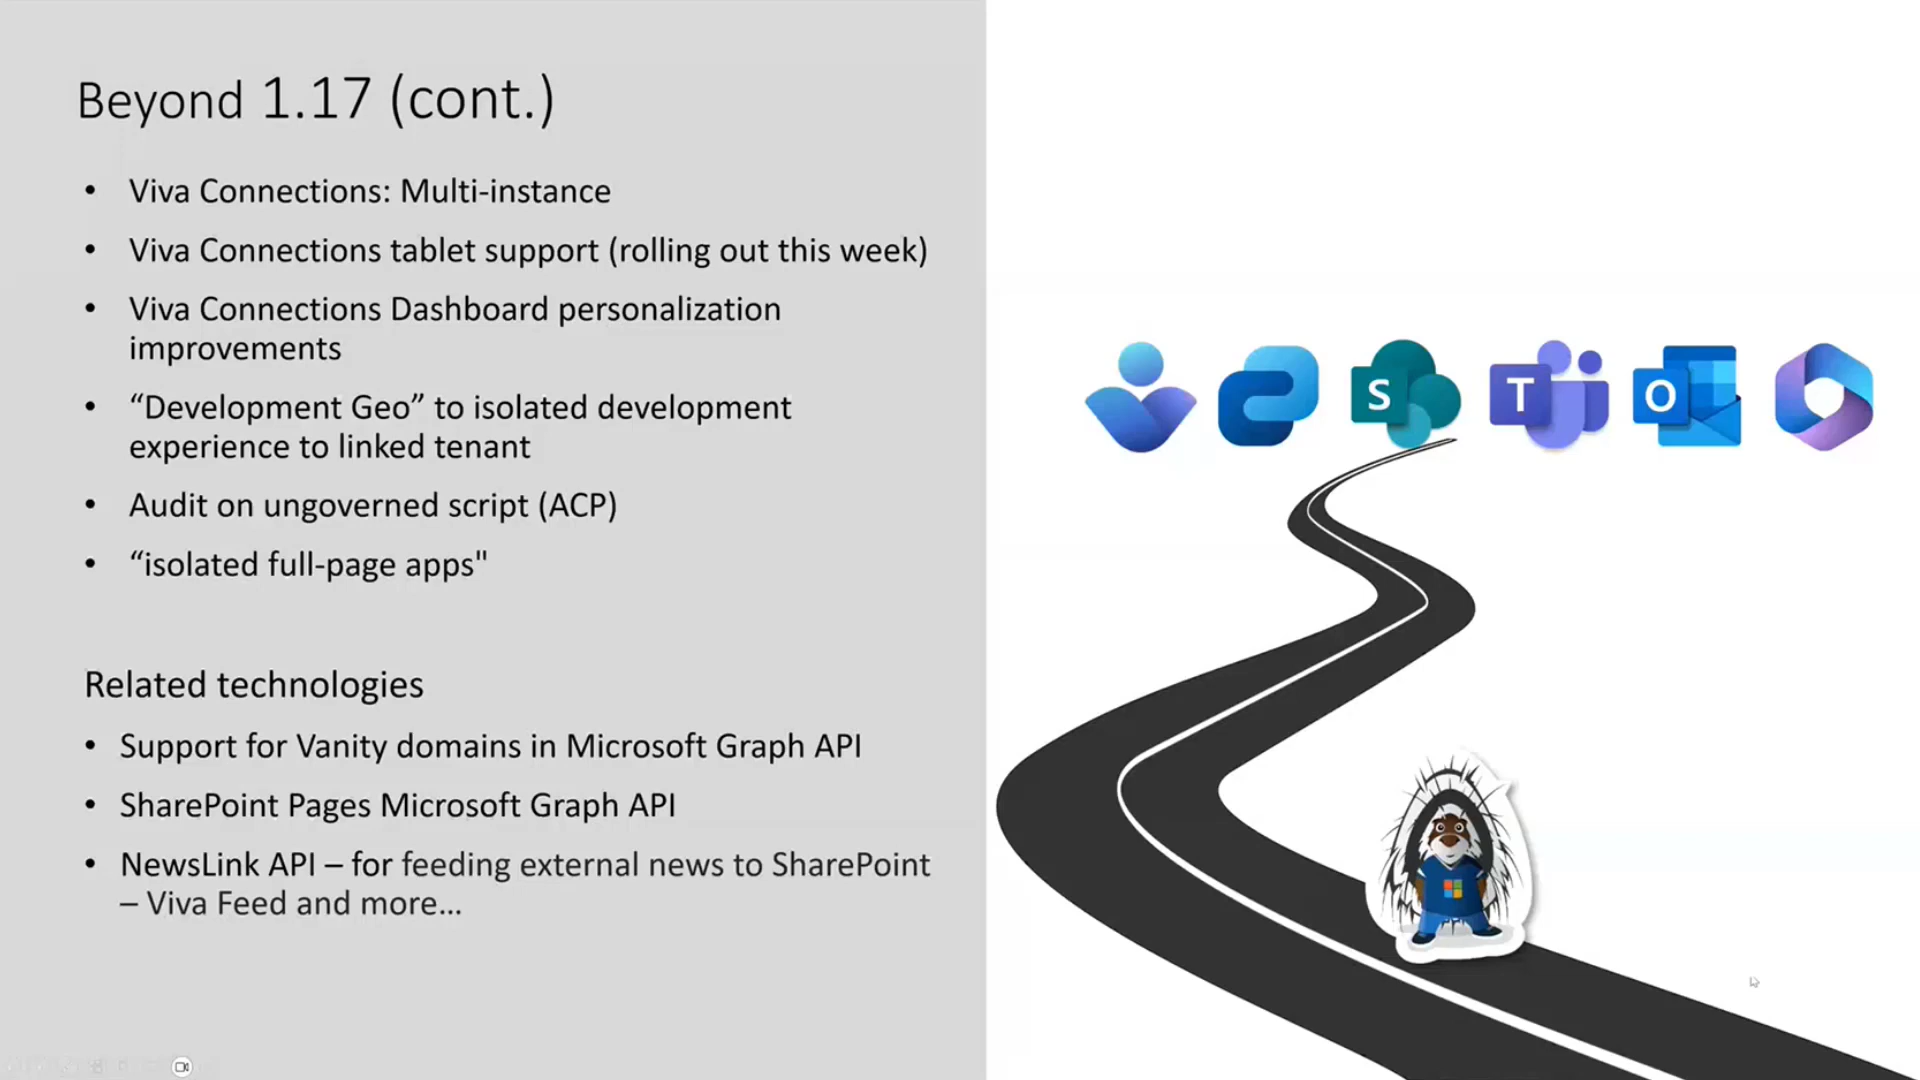 Beyond 1.17 (cont.)
• Viva Connections: Multi-instance
• Viva Connections tablet support (rolling out this week)
• Viva Connections Dashboard personalization
improvements
• “Development Geo” to isolated development
experience to linked tenant
• Audit on ungoverned script (ACP)
• “isolated full-page apps"
Related technologies
• Support for Vanity domains in Microsoft Graph API
• SharePoint Pages Microsoft Graph API
• NewsLink API – for feeding external news to SharePoint
– Viva Feed and more…
S
T
O